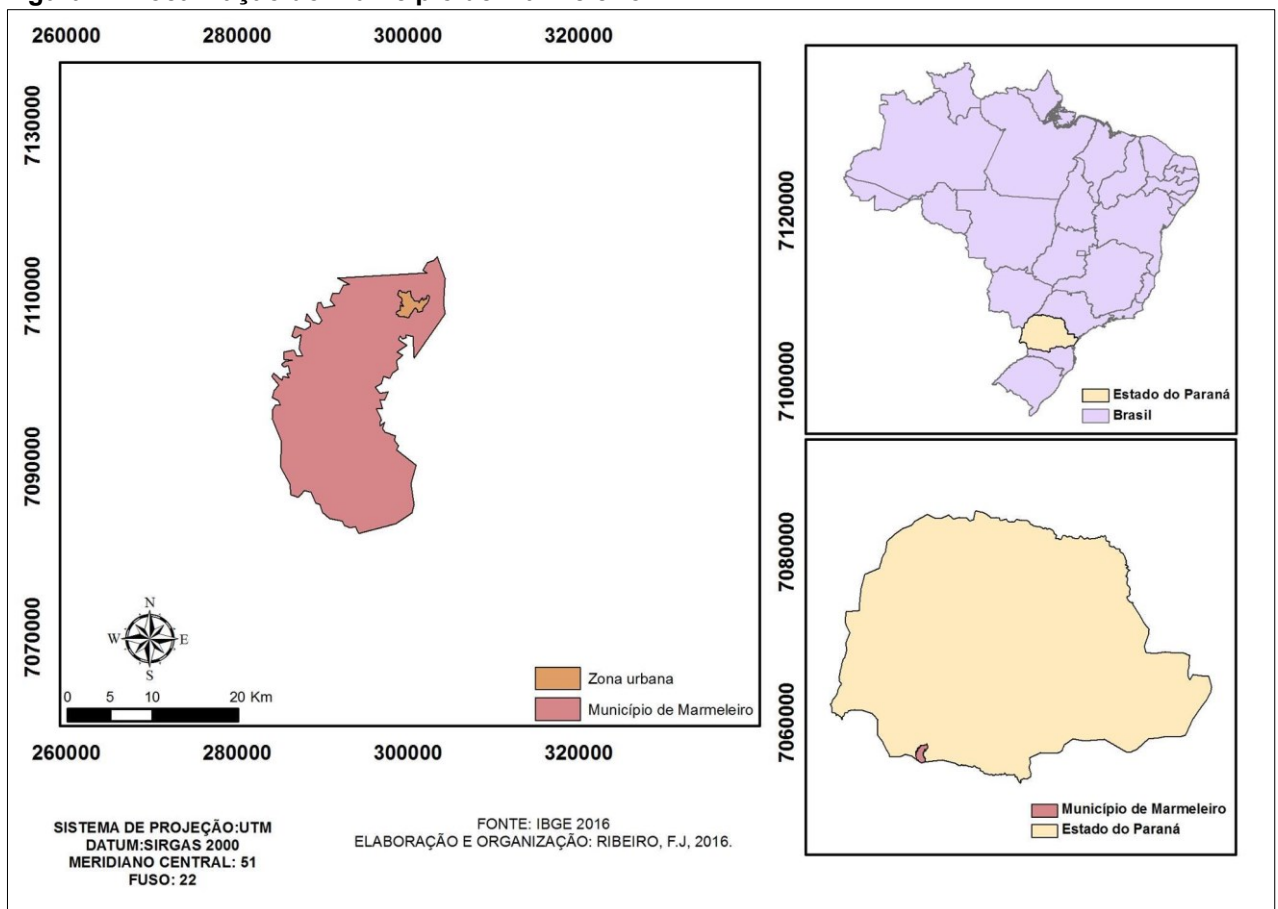 260000 280000 300000 320000
7130000
7110000
7090000
7070000
N
W E
S
0 5 10 20 Km
Zona urbana
Município de Marmeleiro
260000 280000 300000 320000
SISTEMA DE PROJEÇÃO:UTM
DATUM:SIRGAS 2000
MERIDIANO CENTRAL: 51
FUSO: 22
FONTE: IBGE 2016
ELABORAÇÃO E ORGANIZAÇÃO: RIBEIRO, F.J, 2016.
7120000
7100000
7080000
7060000
Estado do Paraná
Brasil
Município de Marmeleiro
Estado do Paraná